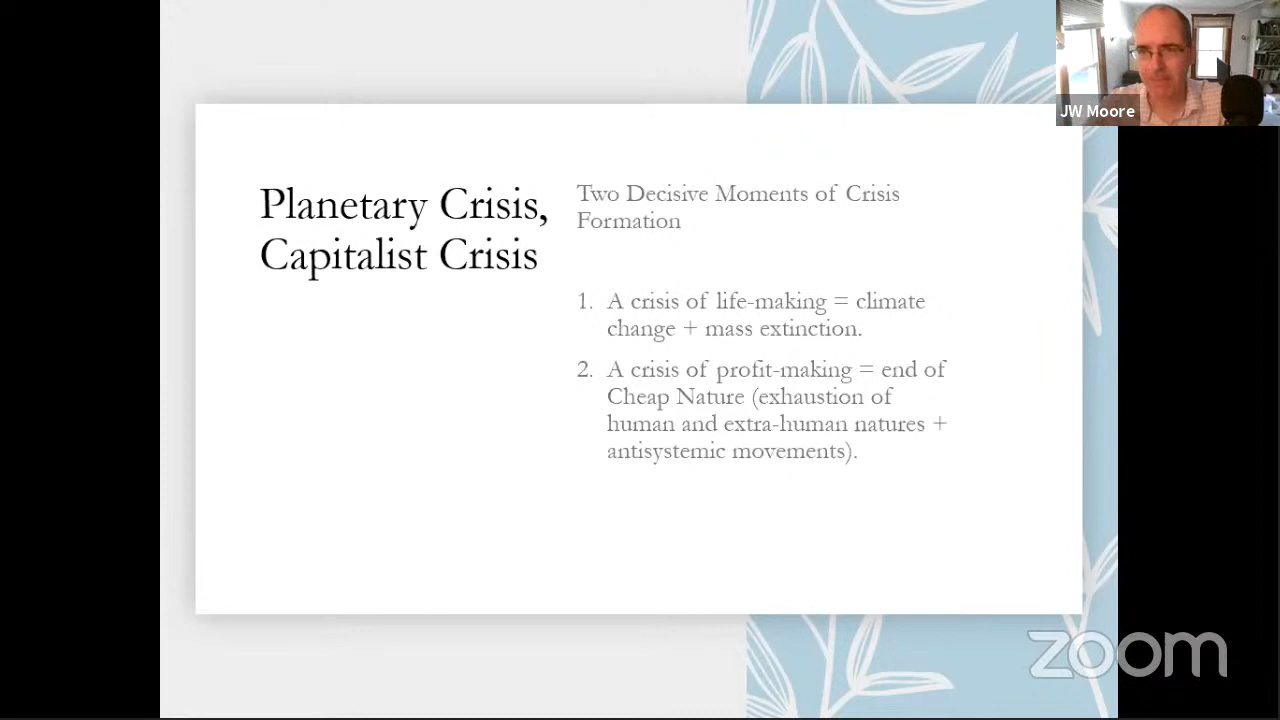 JW Moore
Planetary Crisis,
Capitalist Crisis
Two Decisive Moments of Crisis
Formation
1. A crisis of life-making = climate
change + mass extinction.
2. A crisis of profit-making = end of
Cheap Nature (exhaustion of
human and extra-human natures +
antisystemic movements).
zoom